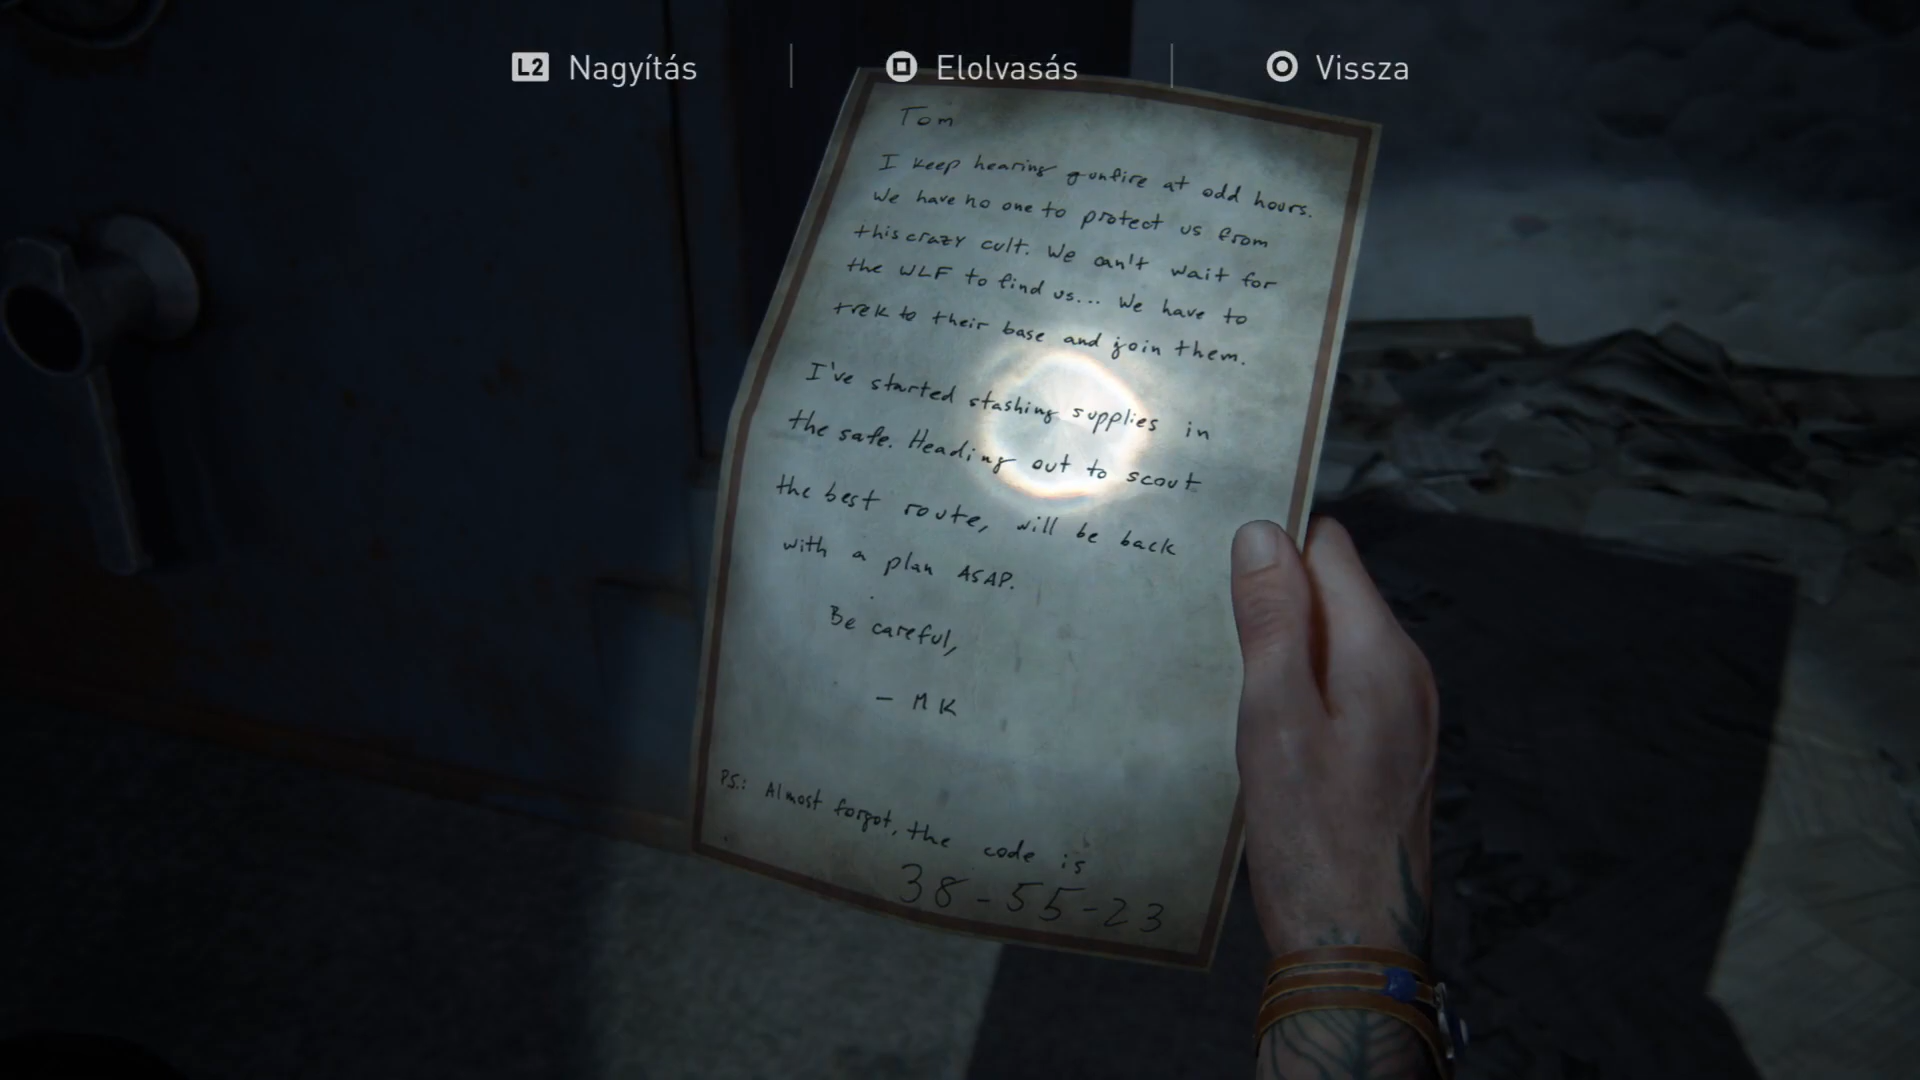 L2 Nagyítás Elolvasás Vissza
Tom
I keep hearing gunfire at odd hours.
We have no one to protect us from
this crazy cult. We can't wait for
the WLF to find us... We have to
trek to their base and join them.
I've started stashing supplies in
the safe. Heading out to scout
the best route, will be back
with a plan ASAP.
Be careful,
- MK
P.S.: Almost forgot, the code is
38-55-23